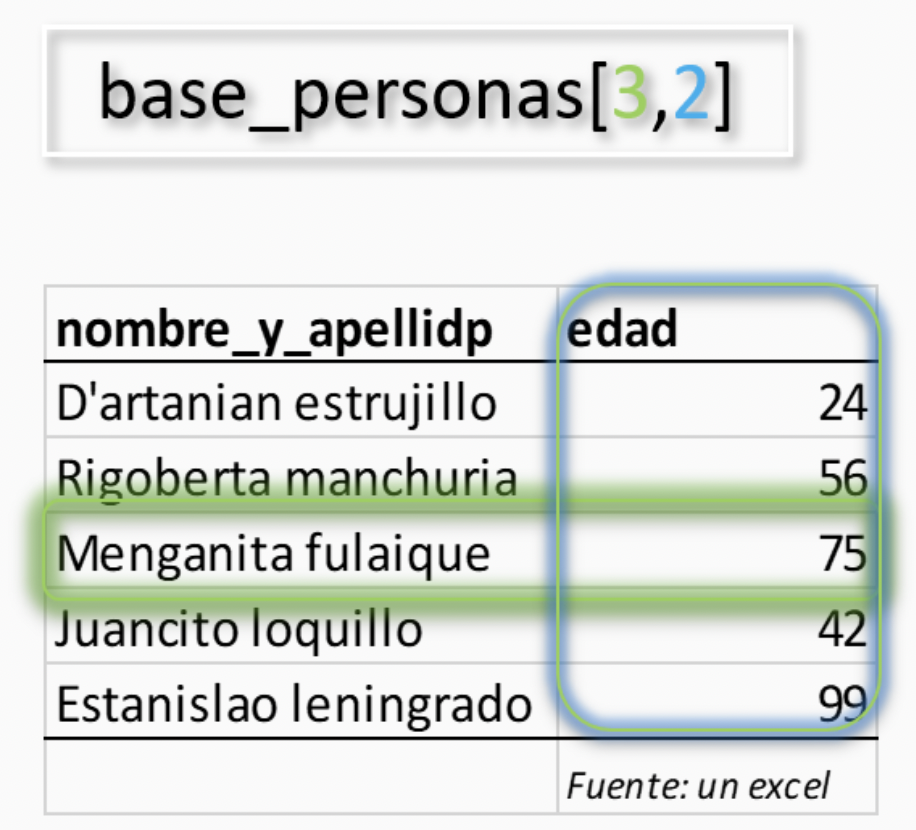 base_personas[3,2]
nombre_y_apellidp edad
D'artanian estrujillo 24
Rigoberta manchuria 56
Menganita fulaique 75
Juancito loquillo 42
Estanislao leningrado 99
Fuente: un excel